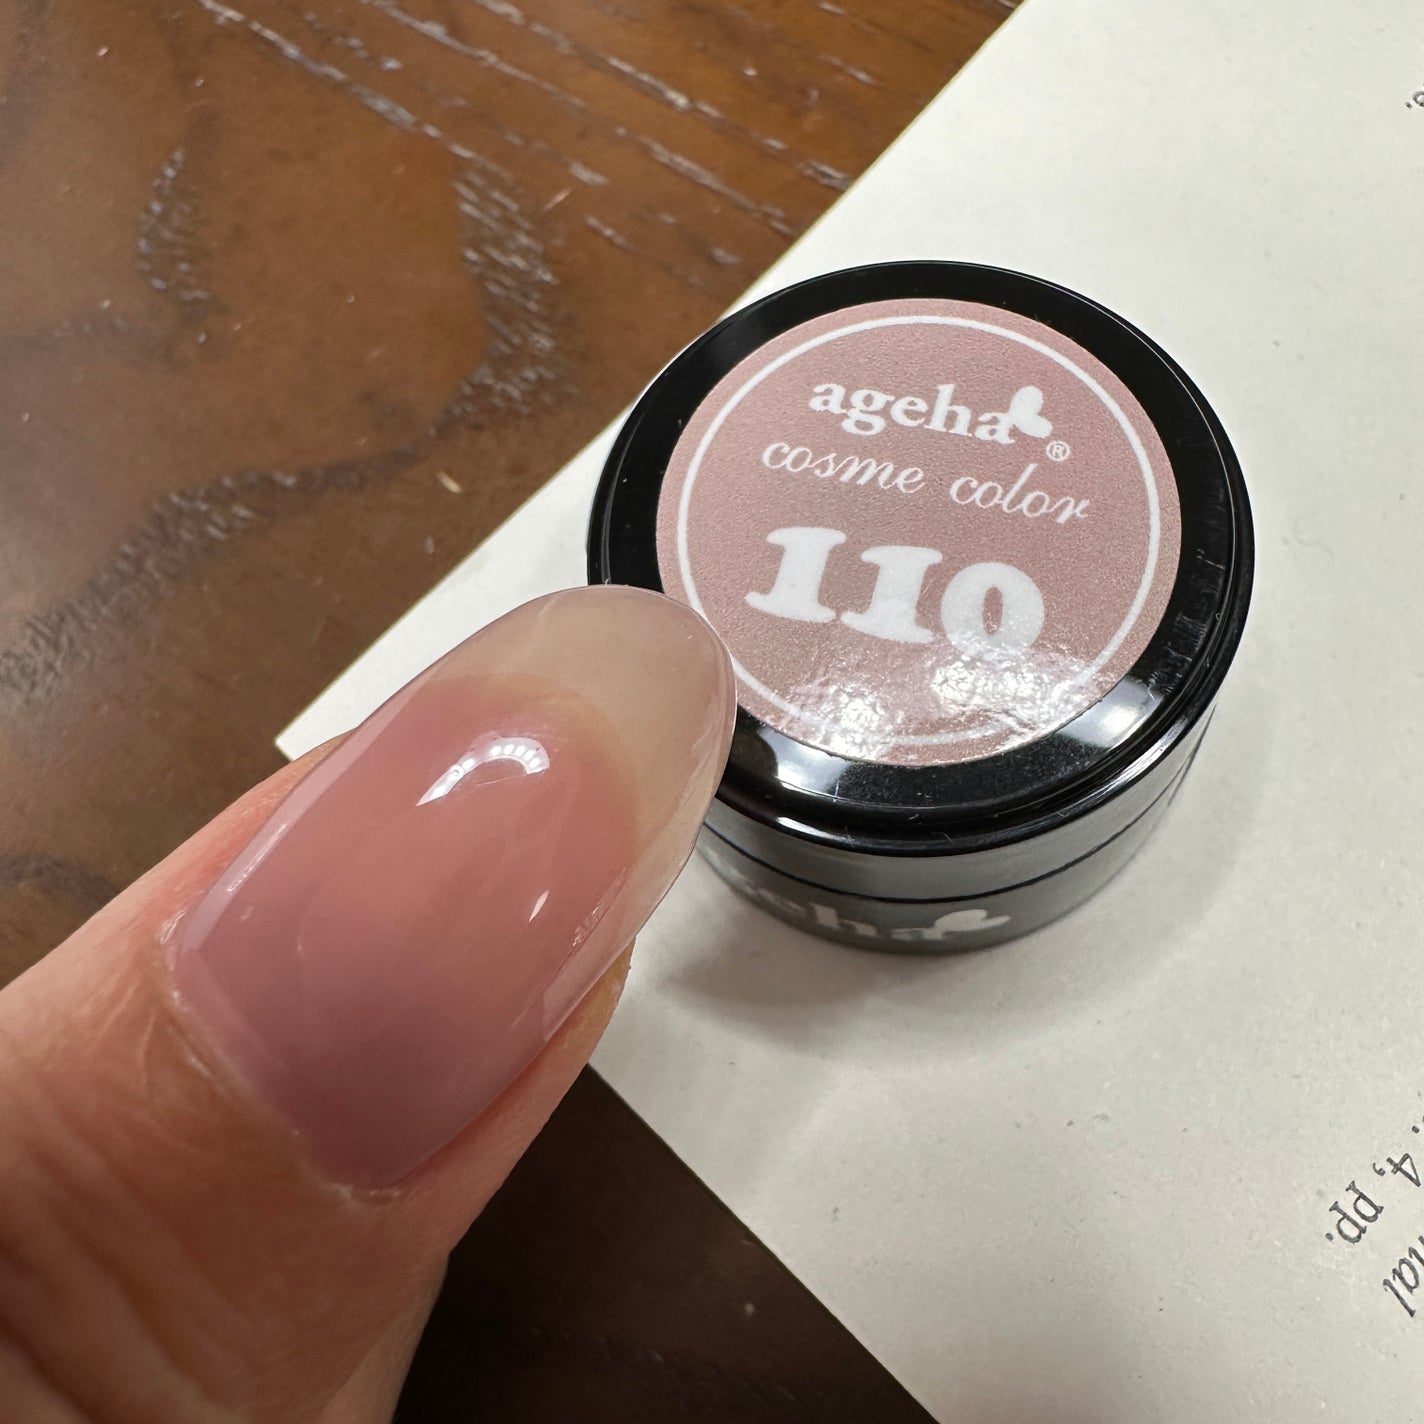 ageha®
cosme color
110
4, pp.